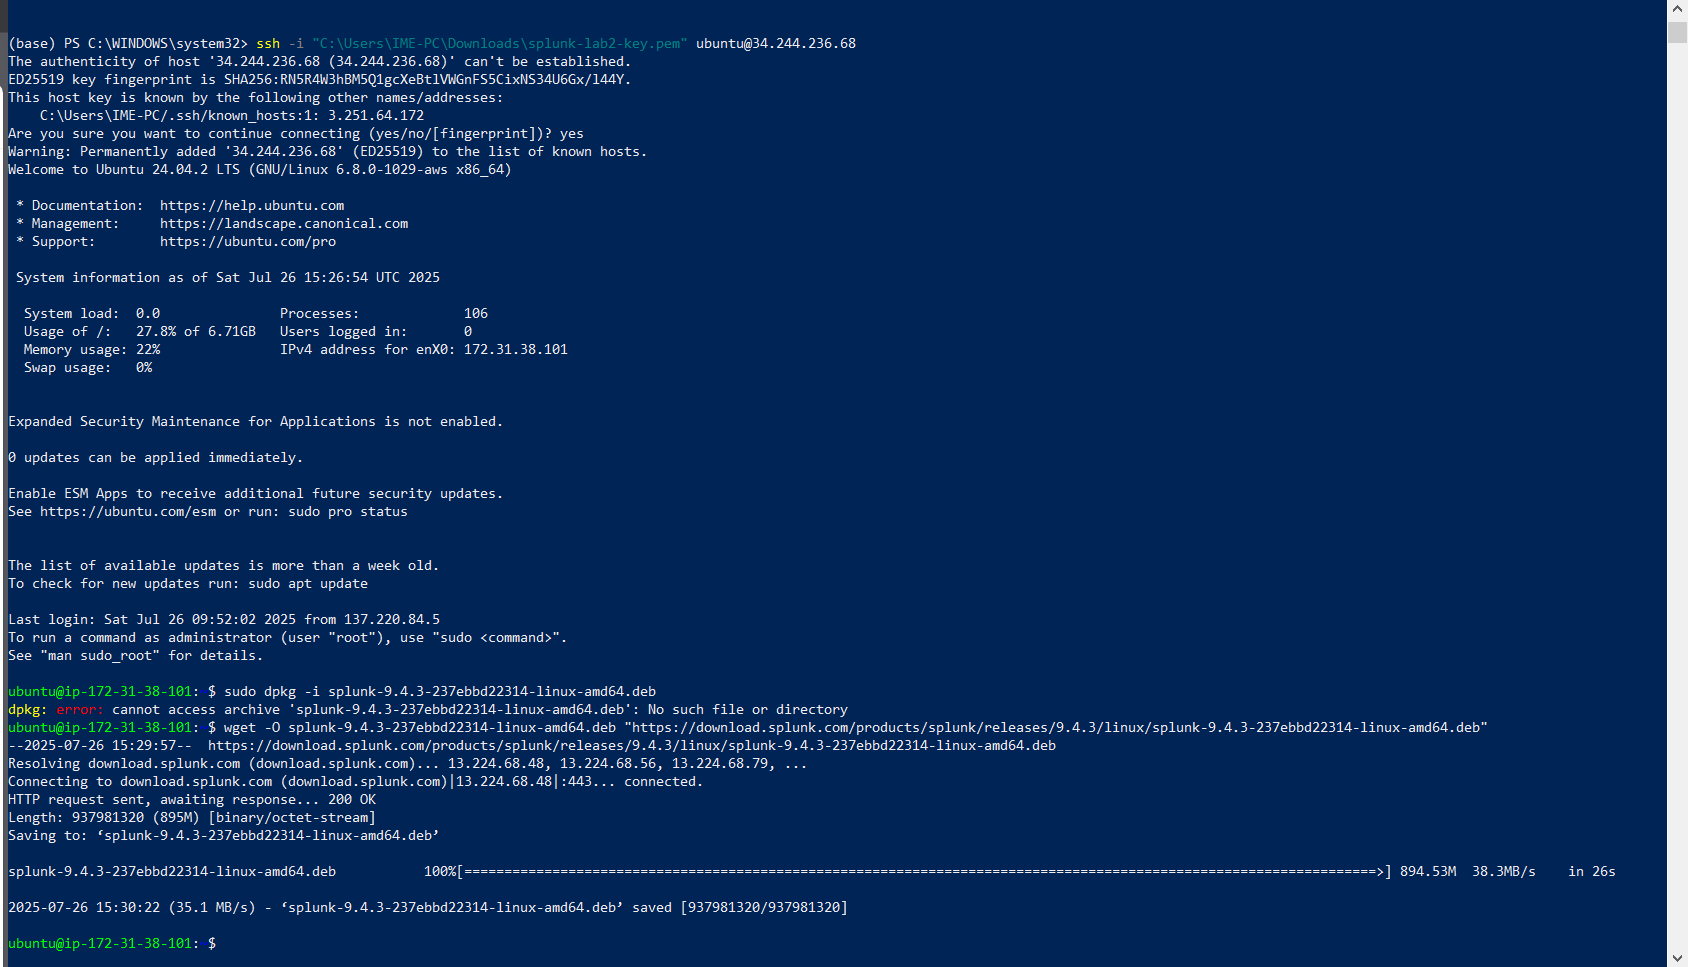 (base) PS C:\WINDOWS\system32> ssh -i "C:\Users\IME-PC\Downloads\splunk-lab2-key.pem" ubuntu@34.244.236.68
The authenticity of host '34.244.236.68 (34.244.236.68)' can't be established.
ED25519 key fingerprint is SHA256:RN5R4W3hBM5Q1gcXeBtlVWGnFS5CixNS34U6Gx/l44Y.
This host key is known by the following other names/addresses:
    C:\Users\IME-PC/.ssh/known_hosts:1: 3.251.64.172
Are you sure you want to continue connecting (yes/no/[fingerprint])? yes
Warning: Permanently added '34.244.236.68' (ED25519) to the list of known hosts.
Welcome to Ubuntu 24.04.2 LTS (GNU/Linux 6.8.0-1029-aws x86_64)

 * Documentation:  https://help.ubuntu.com
 * Management:     https://landscape.canonical.com
 * Support:        https://ubuntu.com/pro

 System information as of Sat Jul 26 15:26:54 UTC 2025

  System load:  0.0               Processes:             106
  Usage of /:   27.8% of 6.71GB   Users logged in:       0
  Memory usage: 22%               IPv4 address for enX0: 172.31.38.101
  Swap usage:   0%

Expanded Security Maintenance for Applications is not enabled.

0 updates can be applied immediately.

Enable ESM Apps to receive additional future security updates.
See https://ubuntu.com/esm or run: sudo pro status

The list of available updates is more than a week old.
To check for new updates run: sudo apt update

Last login: Sat Jul 26 09:52:02 2025 from 137.220.84.5
To run a command as administrator (user "root"), use "sudo <command>".
See "man sudo_root" for details.

ubuntu@ip-172-31-38-101:~$ sudo dpkg -i splunk-9.4.3-237ebbd22314-linux-amd64.deb
dpkg: error: cannot access archive 'splunk-9.4.3-237ebbd22314-linux-amd64.deb': No such file or directory
ubuntu@ip-172-31-38-101:~$ wget -O splunk-9.4.3-237ebbd22314-linux-amd64.deb "https://download.splunk.com/products/splunk/releases/9.4.3/linux/splunk-9.4.3-237ebbd22314-linux-amd64.deb"
--2025-07-26 15:29:57--  https://download.splunk.com/products/splunk/releases/9.4.3/linux/splunk-9.4.3-237ebbd22314-linux-amd64.deb
Resolving download.splunk.com (download.splunk.com)... 13.224.68.48, 13.224.68.56, 13.224.68.79, ...
Connecting to download.splunk.com (download.splunk.com)|13.224.68.48|:443... connected.
HTTP request sent, awaiting response... 200 OK
Length: 937981320 (895M) [binary/octet-stream]
Saving to: ‘splunk-9.4.3-237ebbd22314-linux-amd64.deb’

splunk-9.4.3-237ebbd22314-linux-amd64.deb           100%[===================================================================================================================>] 894.53M  38.3MB/s    in 26s

2025-07-26 15:30:22 (35.1 MB/s) - ‘splunk-9.4.3-237ebbd22314-linux-amd64.deb’ saved [937981320/937981320]

ubuntu@ip-172-31-38-101:~$